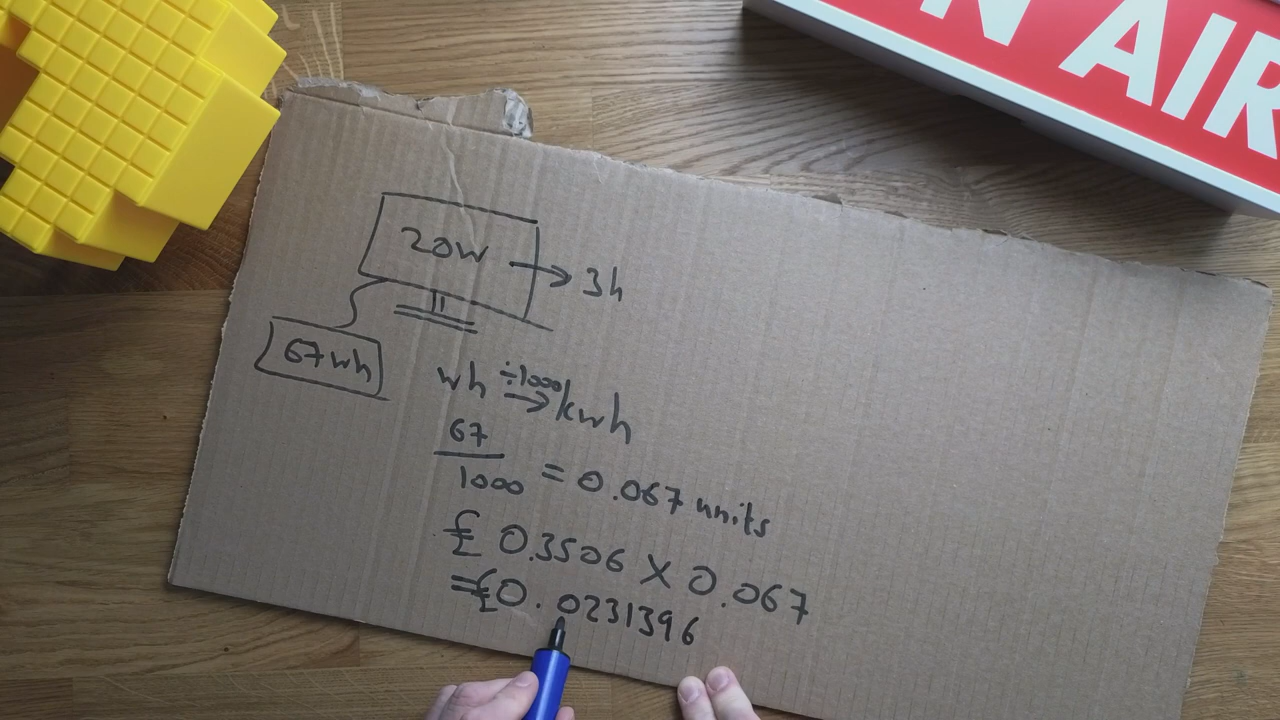 N AIR
20W → 3h
67wh
wh ÷1000→ kwh
67
1000 = 0.067 units
£ 0.3506 X 0.067
=£0.0231396